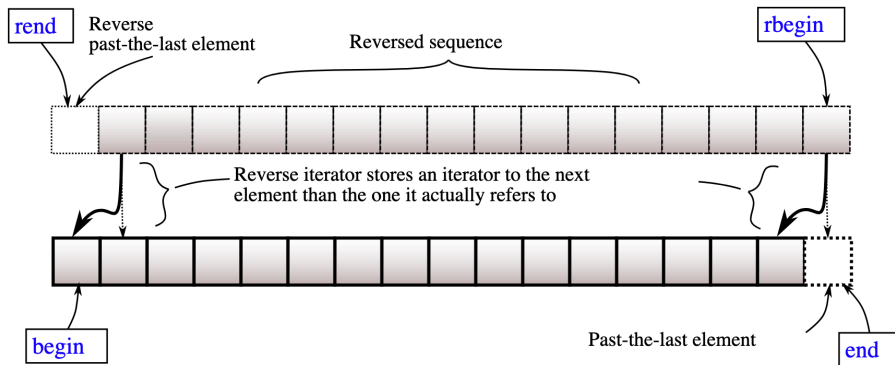 rend
Reverse
past-the-last element
Reversed sequence
rbegin
Reverse iterator stores an iterator to the next
element than the one it actually refers to
begin
Past-the-last element
end